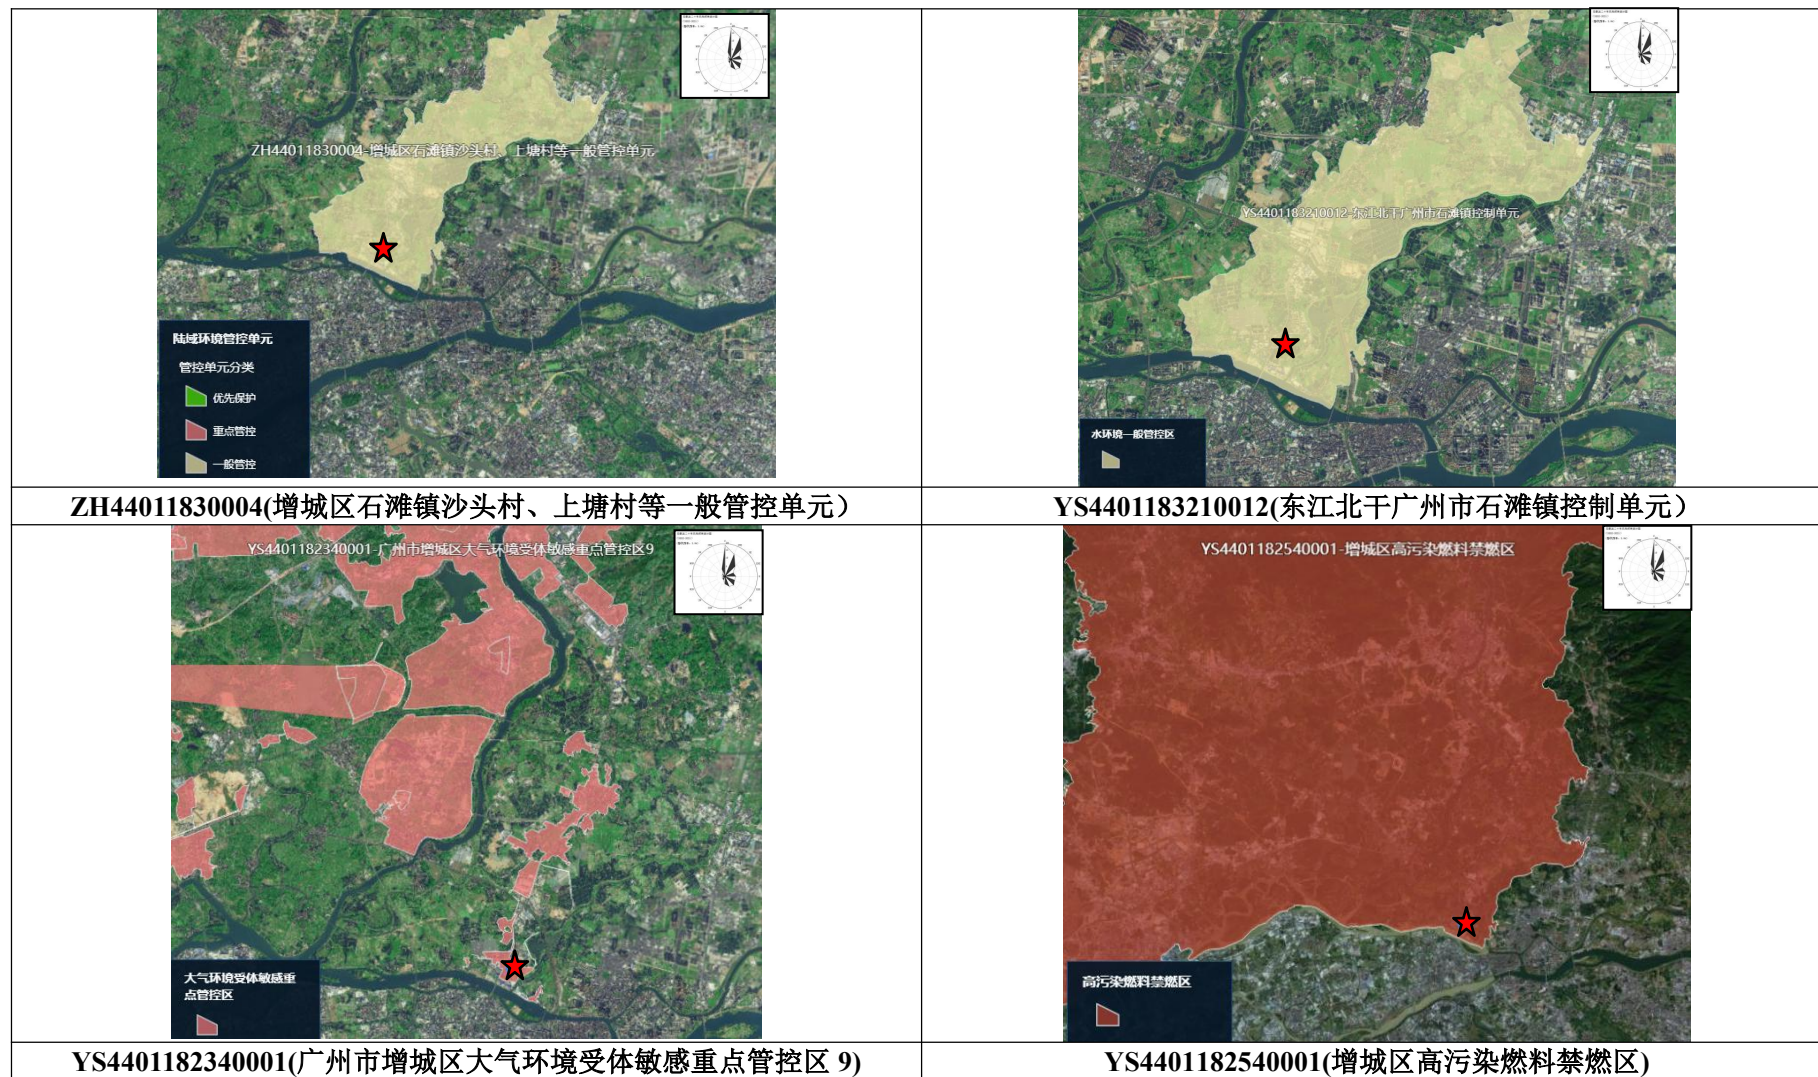 ZH44011830004-增城区石滩镇沙头村、上塘村等一般管控单元
陆域环境管控单元
管控单元分类
优先保护
重点管控
一般管控
YS4401183210012-东江北干广州市石滩镇控制单元
水环境一般管控区
ZH44011830004(增城区石滩镇沙头村、上塘村等一般管控单元）
YS4401183210012(东江北干广州市石滩镇控制单元）
YS4401182340001-广州市增城区大气环境受体敏感重点管控区9
大气环境受体敏感重
点管控区
YS4401182540001-增城区高污染燃料禁燃区
高污染燃料禁燃区
YS4401182340001(广州市增城区大气环境受体敏感重点管控区 9)
YS4401182540001(增城区高污染燃料禁燃区)